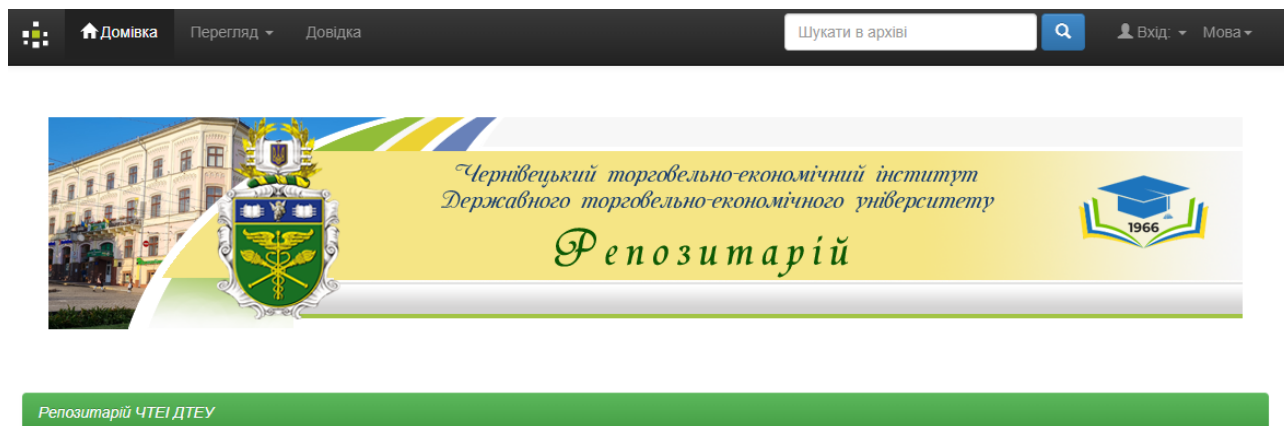 Домівка Перегляд Довідка Шукати в архіві Вхід: Мова
Чернівецький торговельно-економічний інститут
Державного торговельно-економічного університету
Репозитарій
1966
Репозитарій ЧТЕІ ДТЕУ